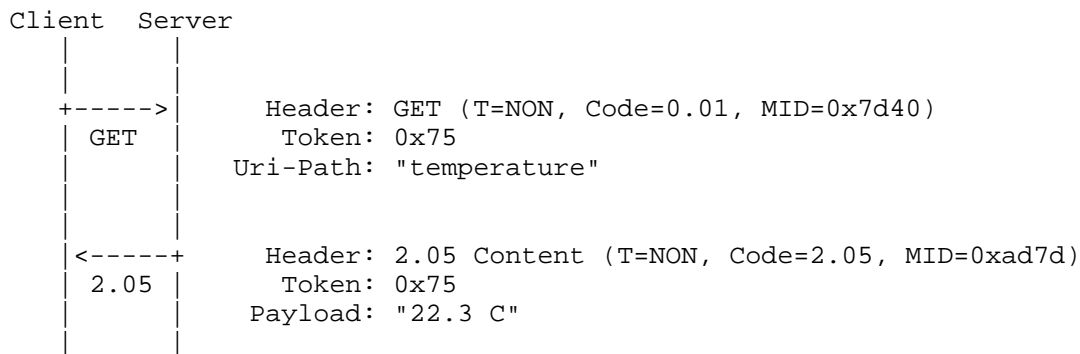 Client Server
+----->| Header: GET (T=NON, Code=0.01, MID=0x7d40)
| GET | Token: 0x75
Uri-Path: "temperature"
|<-----+ Header: 2.05 Content (T=NON, Code=2.05, MID=0xad7d)
| 2.05 | Token: 0x75
Payload: "22.3 C"